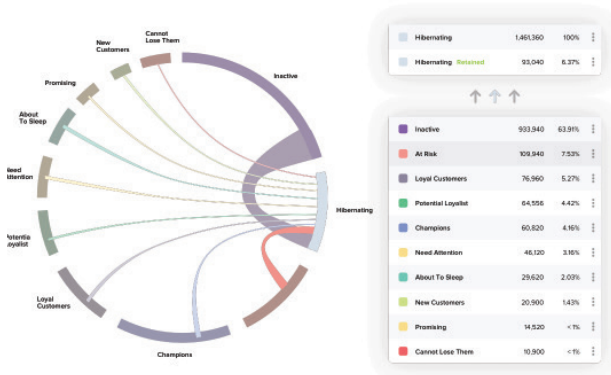 Cannot
Lose Them
New
Customers
Promising
About
To Sleep
Need
Attention
Potentia
Loyalist
Loyal
Customers
Champions
Inactive
Hibernating
Hibernating 1,461,360 100%
Hibernating Retained 93,040 6.37%
Inactive 933,940 63.91%
At Risk 109,940 7.53%
Loyal Customers 76,960 5.27%
Potential Loyalist 64,556 4.42%
Champions 60,820 4.16%
Need Attention 46,120 3.16%
About To Sleep 29,620 2.03%
New Customers 20,900 1.43%
Promising 14,520 <1%
Cannot Lose Them 10,900 <1%